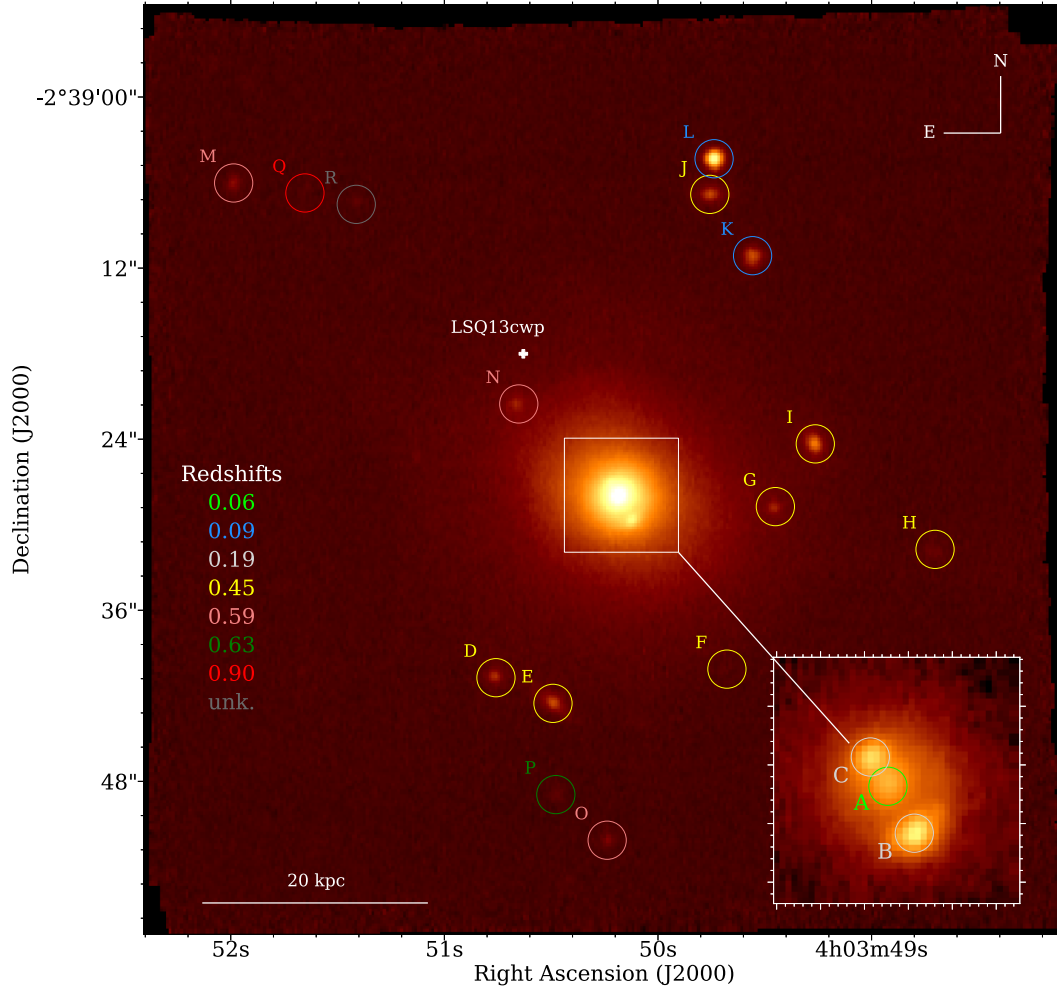 N
-2°39'00"
L
E
M
J
Q
R
K
12"
LSQ13cwp
N
I
24"
Redshifts
G
0.06
H
0.09
0.19
0.45
Declination (J2000)
0.59
36"
0.63
F
D
0.90
E
unk.
P
C
48"
A
O
B
20 kpc
52s
51s
50s
4h03m49s
Right Ascension (J2000)